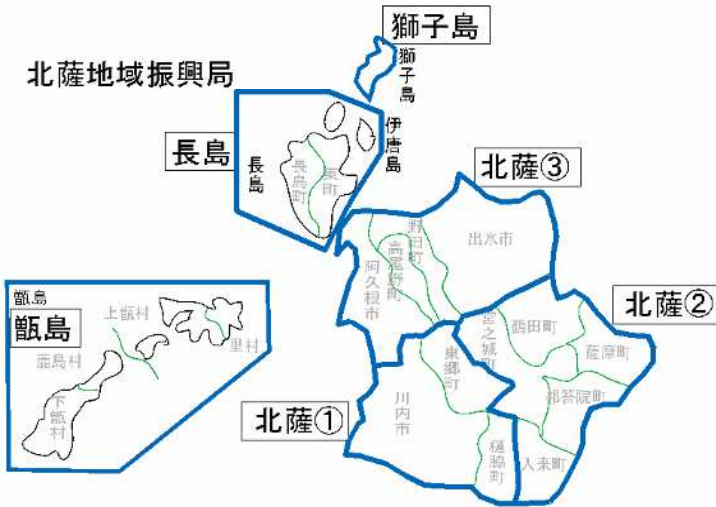 獅子島
獅子島
北薩地域振興局
伊唐島
長島
長島
長島町
東町
北薩③
野田町
出水市
高尾野町
阿久根市
甑島
甑島
上甑村
里村
鹿島村
下甑村
北薩②
宮之城町
鶴田町
薩摩町
東郷町
祁答院町
川内市
北薩①
樋脇町
入来町